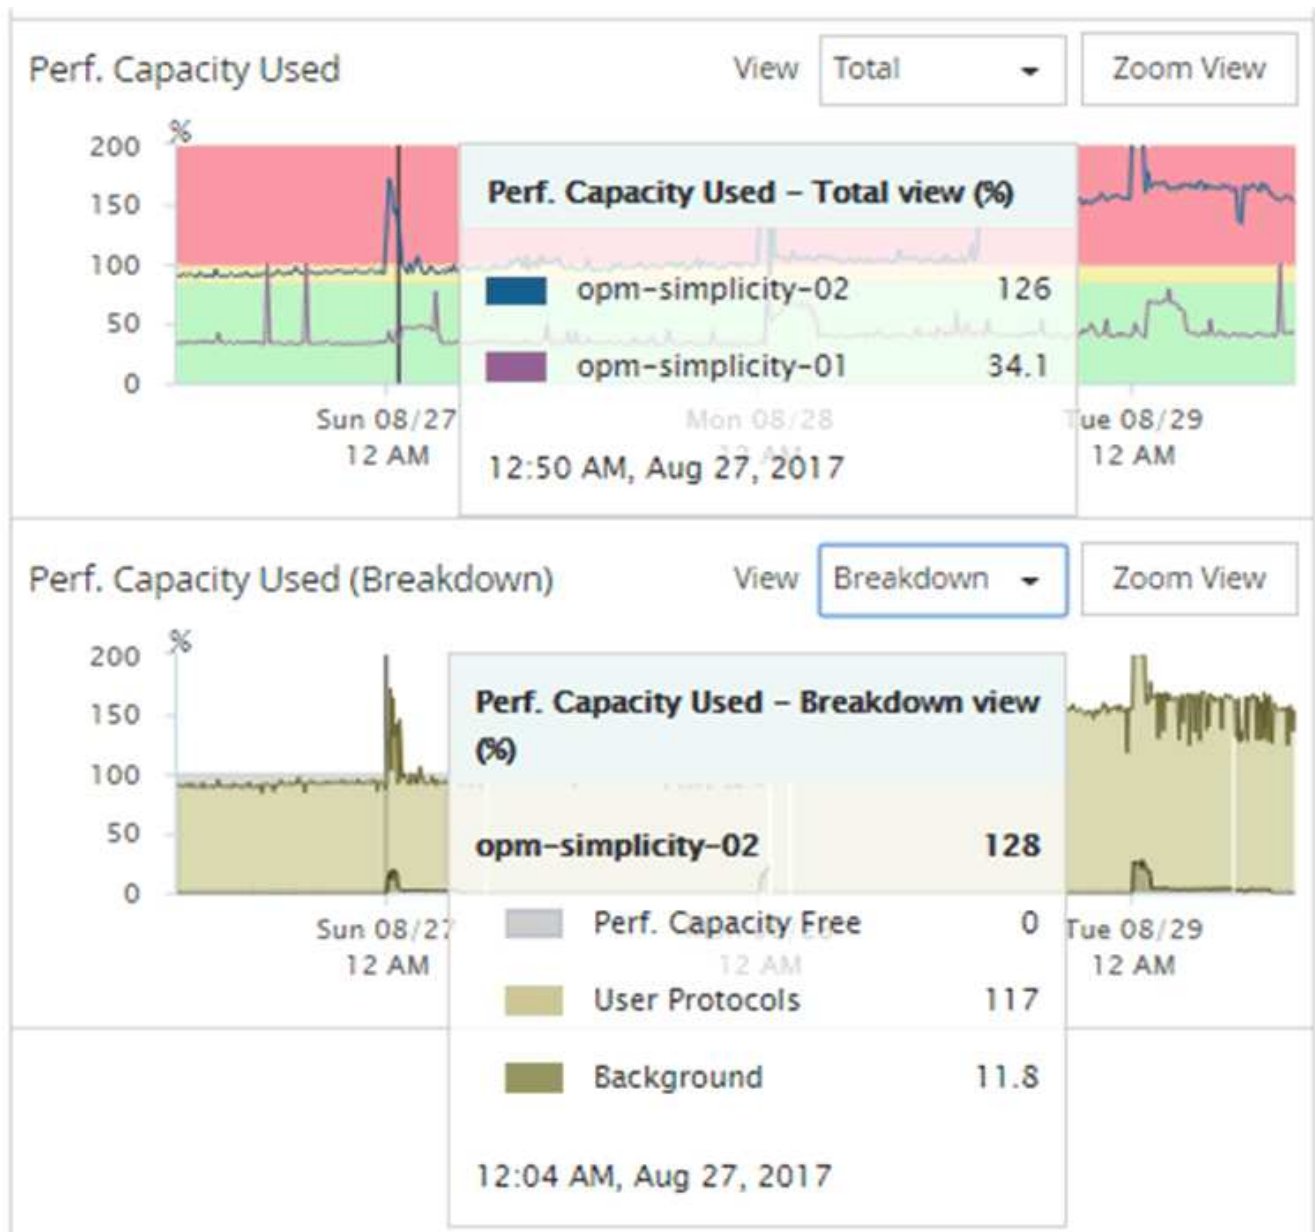 Perf. Capacity Used View Total Zoom View
%
200
150
100
50
0
Perf. Capacity Used – Total view (%)
opm-simplicity-02 126
opm-simplicity-01 34.1
12:50 AM, Aug 27, 2017
Sun 08/27 Mon 08/28 Tue 08/29
12 AM 12 AM 12 AM
Perf. Capacity Used (Breakdown) View Breakdown Zoom View
%
200
150
100
50
0
Perf. Capacity Used – Breakdown view
(%)
opm-simplicity-02 128
Perf. Capacity Free 0
User Protocols 117
Background 11.8
12:04 AM, Aug 27, 2017
Sun 08/27 Tue 08/29
12 AM 12 AM 12 AM